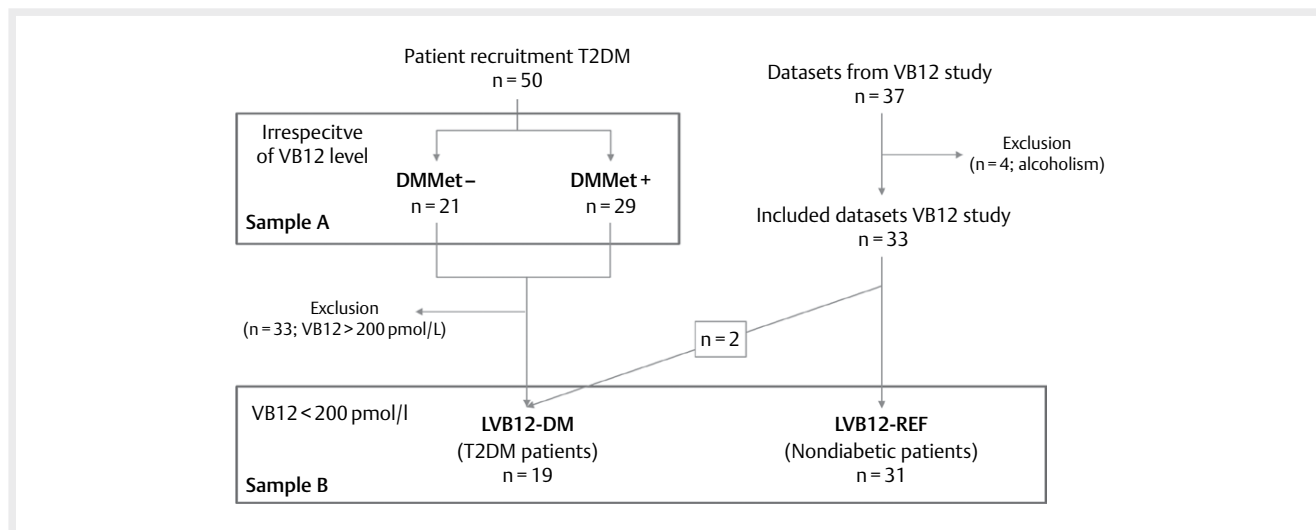 Patient recruitment T2DM
n = 50
Datasets from VB12 study
n = 37
Irrespecitve
of VB12 level
DMMet −
n = 21
DMMet +
n = 29
Sample A
Exclusion
(n = 4; alcoholism)
Included datasets VB12 study
n = 33
Exclusion
(n = 33; VB12 > 200 pmol/L)
n = 2
VB12 < 200 pmol/l
LVB12-DM
(T2DM patients)
n = 19
LVB12-REF
(Nondiabetic patients)
n = 31
Sample B